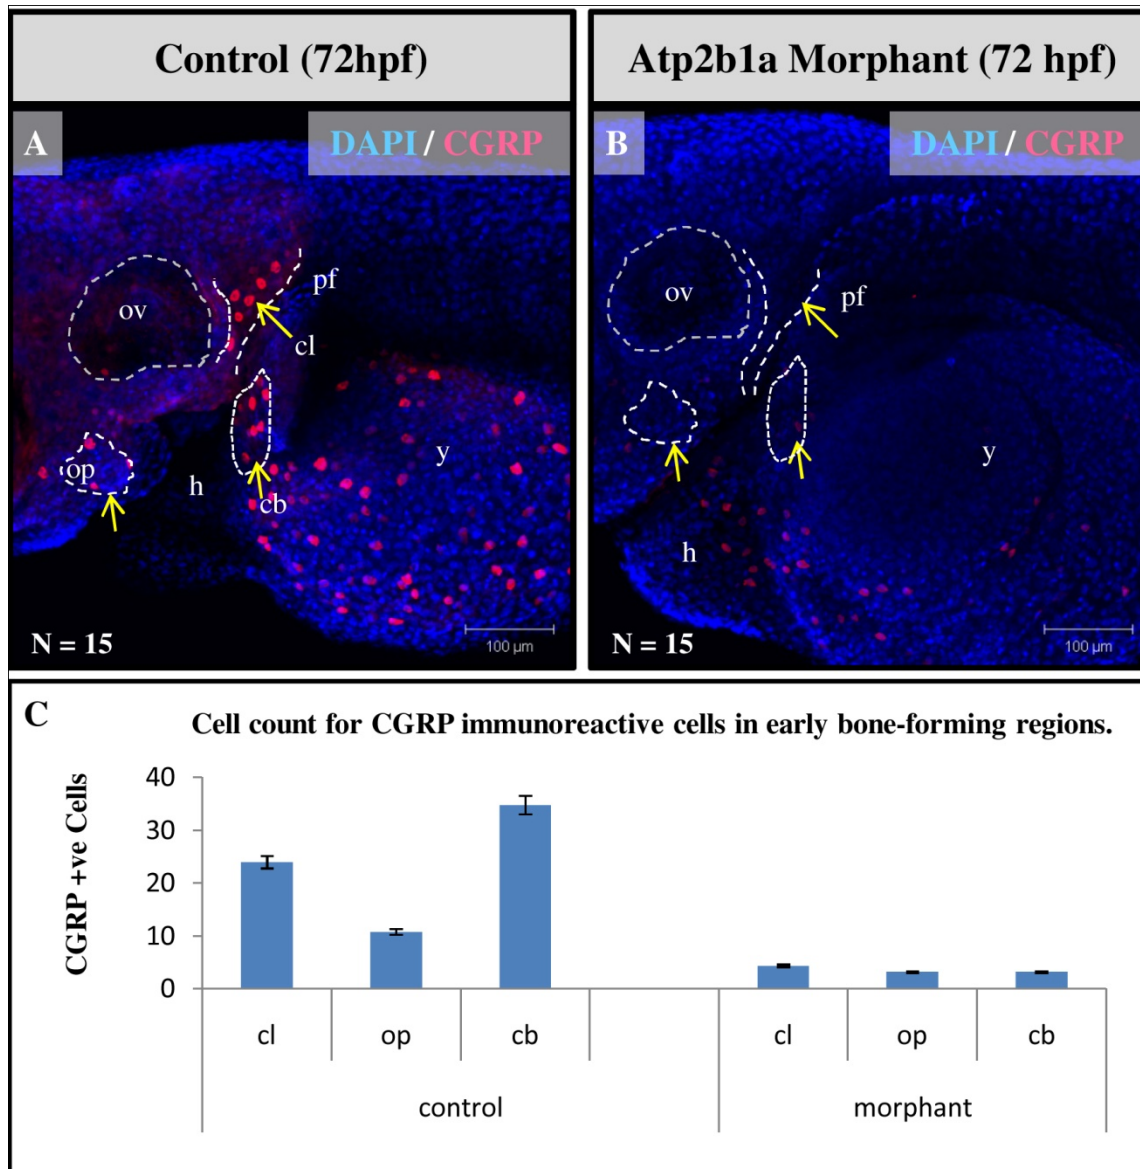 Control (72hpf)
Atp2b1a Morphant (72 hpf)
A
DAPI / CGRP
ov
pf
cl
op
h
y
cb
N = 15
100 µm
B
DAPI / CGRP
ov
pf
y
h
N = 15
100 µm
C
Cell count for CGRP immunoreactive cells in early bone-forming regions.
CGRP +ve Cells
40
30
20
10
0
cl op cb cl op cb
control morphant